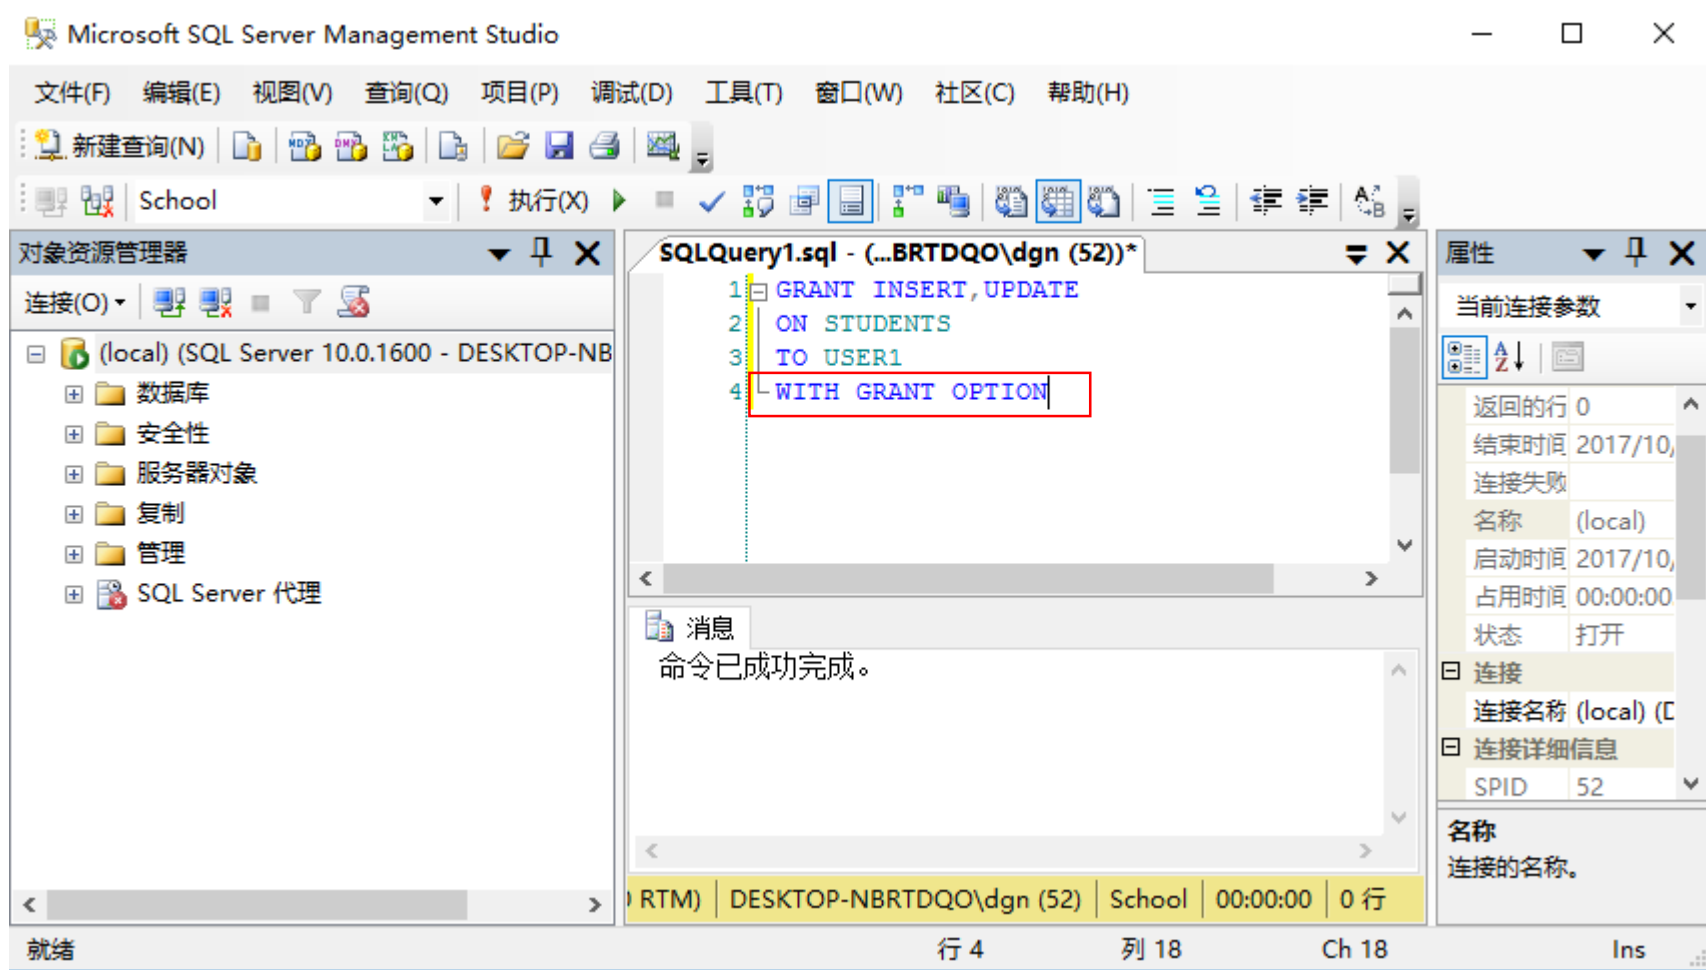 Microsoft SQL Server Management Studio
文件(F) 编辑(E) 视图(V) 查询(Q) 项目(P) 调试(D) 工具(T) 窗口(W) 社区(C) 帮助(H)
新建查询(N)
School 执行(X)
对象资源管理器
连接(O)
(local) (SQL Server 10.0.1600 - DESKTOP-NB
数据库
安全性
服务器对象
复制
管理
SQL Server 代理
SQLQuery1.sql - (...BRTDQO\dgn (52))*
1 GRANT INSERT,UPDATE
2 ON STUDENTS
3 TO USER1
4 WITH GRANT OPTION
消息
命令已成功完成。
RTM) DESKTOP-NBRTDQO\dgn (52) School 00:00:00 0 行
属性
当前连接参数
返回的行 0
结束时间 2017/10/
连接失败
名称 (local)
启动时间 2017/10/
占用时间 00:00:00
状态 打开
连接
连接名称 (local) (D
连接详细信息
SPID 52
名称
连接的名称。
就绪 行 4 列 18 Ch 18 Ins